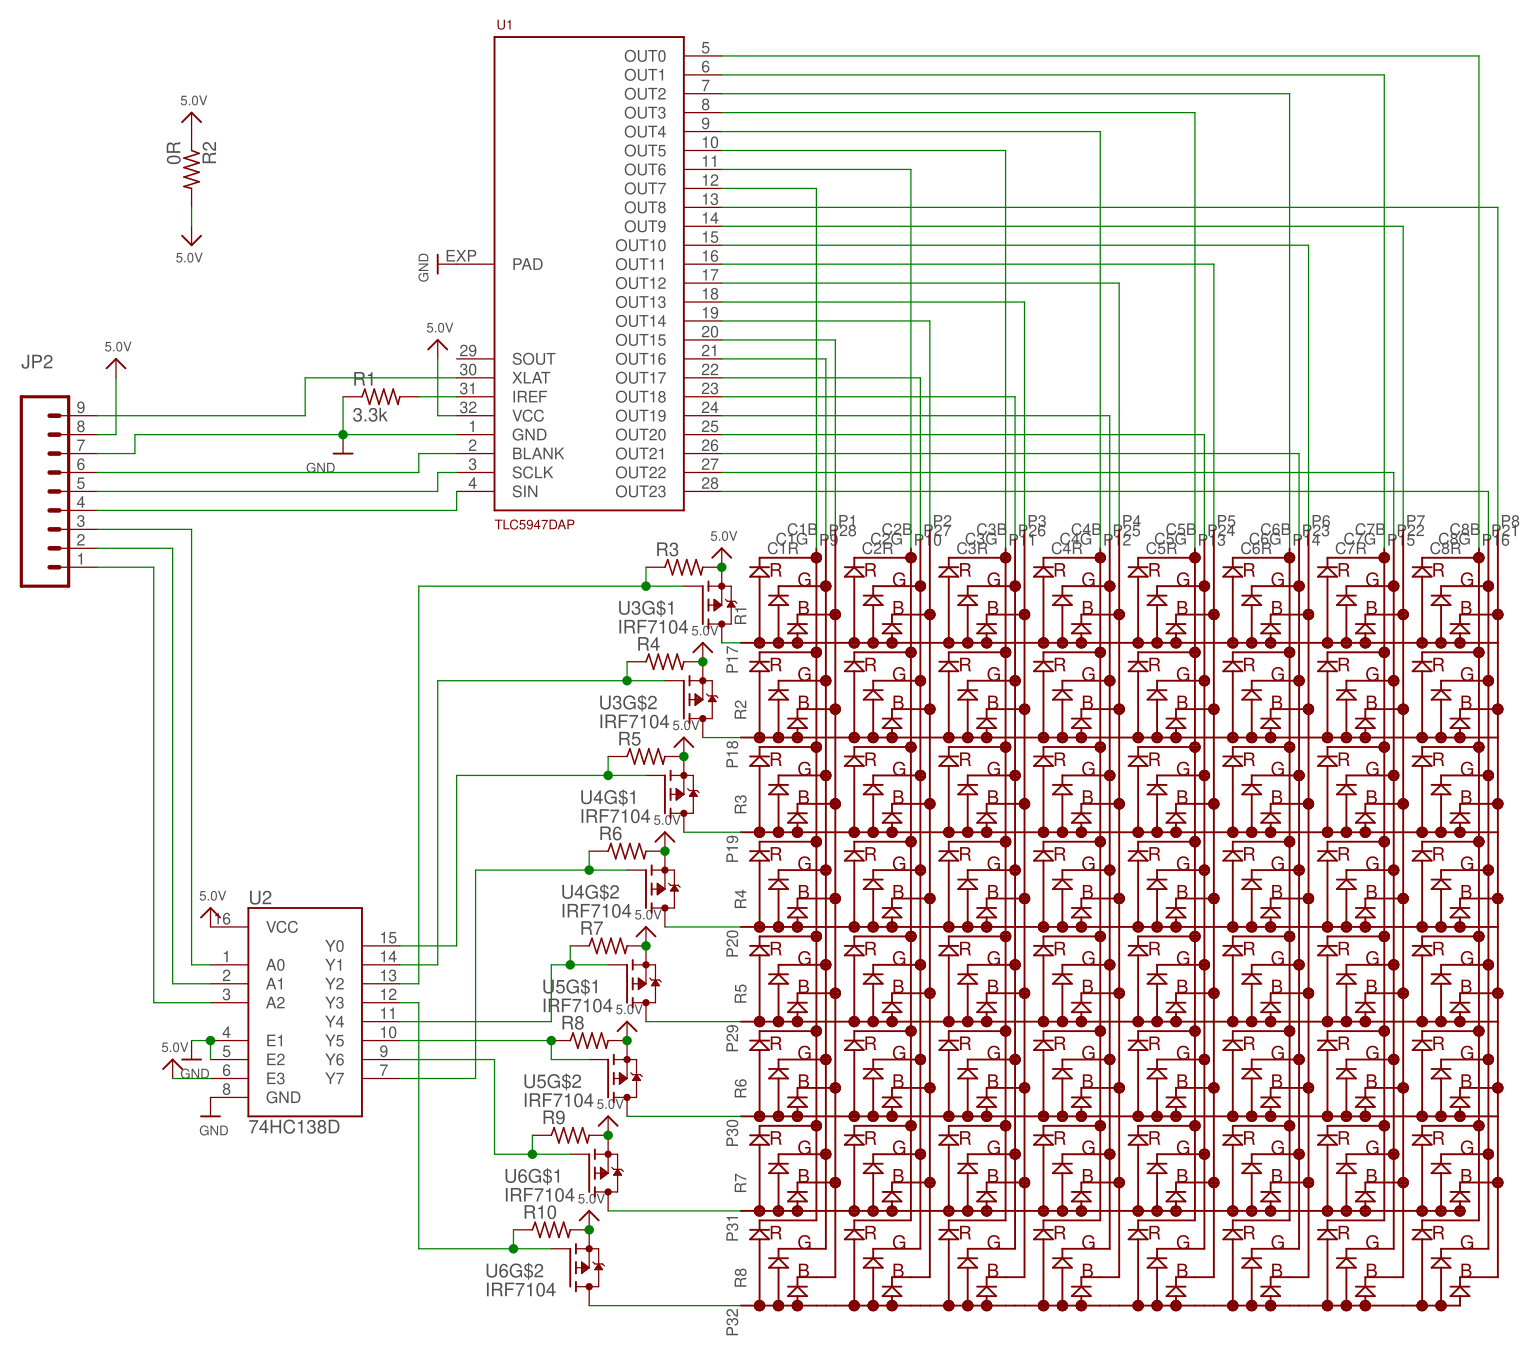 U1
5.0V
0R
R2
5.0V
GND
EXP
PAD
5.0V
29 SOUT
30 XLAT
31 IREF
32 VCC
1 GND
2 BLANK
3 SCLK
4 SIN
OUT0 5
OUT1 6
OUT2 7
OUT3 8
OUT4 9
OUT5 10
OUT6 11
OUT7 12
OUT8 13
OUT9 14
OUT10 15
OUT11 16
OUT12 17
OUT13 18
OUT14 19
OUT15 20
OUT16 21
OUT17 22
OUT18 23
OUT19 24
OUT20 25
OUT21 26
OUT22 27
OUT23 28
TLC5947DAP
R1
3.3k
GND
JP2
5.0V
9
8
7
6
5
4
3
2
1
C1B P1
C1G P28
C1R P9
C2B P2
C2G P27
C2R P10
C3B P3
C3G P26
C3R P11
C4B P4
C4G P25
C4R P12
C5B P5
C5G P24
C5R P13
C6B P6
C6G P23
C6R P14
C7B P7
C7G P22
C7R P15
C8B P8
C8G P21
C8R P16
5.0V
R3
U3G$1
IRF7104
R1
P17
R G B R G B R G B R G B R G B R G B R G B R G B
5.0V
R4
U3G$2
IRF7104
R2
P18
R G B R G B R G B R G B R G B R G B R G B R G B
5.0V
R5
U4G$1
IRF7104
R3
P19
R G B R G B R G B R G B R G B R G B R G B R G B
5.0V
R6
U4G$2
IRF7104
R4
P20
R G B R G B R G B R G B R G B R G B R G B R G B
5.0V
R7
U5G$1
IRF7104
R5
P29
R G B R G B R G B R G B R G B R G B R G B R G B
5.0V
R8
U5G$2
IRF7104
R6
P30
R G B R G B R G B R G B R G B R G B R G B R G B
5.0V
R9
U6G$1
IRF7104
R7
P31
R G B R G B R G B R G B R G B R G B R G B R G B
5.0V
R10
U6G$2
IRF7104
R8
P32
R G B R G B R G B R G B R G B R G B R G B R G B
5.0V
U2
16 VCC
1 A0
2 A1
3 A2
4 E1
5 E2
6 E3
8 GND
Y0 15
Y1 14
Y2 13
Y3 12
Y4 11
Y5 10
Y6 9
Y7 7
5.0V
GND
GND
74HC138D